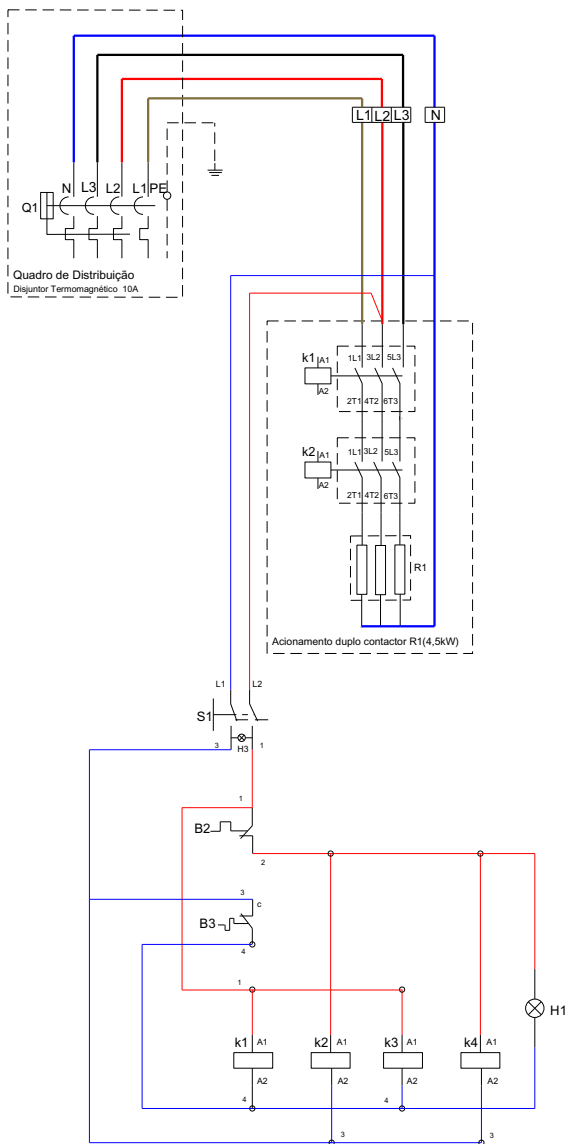 L1 L2 L3 N
N L3 L2 L1 PE
Q1
Quadro de Distribuição
Disjuntor Termomagnético 10A
k1 A1 1L1 3L2 5L3
A2 2T1 4T2 6T3
k2 A1 1L1 3L2 5L3
A2 2T1 4T2 6T3
R1
Acionamento duplo contactor R1(4,5kW)
L1 L2
S1
3 H3 1
1
B2
2
3
c
B3
4
1
H1
k1 A1 k2 A1 k3 A1 k4 A1
A2 A2 A2 A2
4 4
3 3